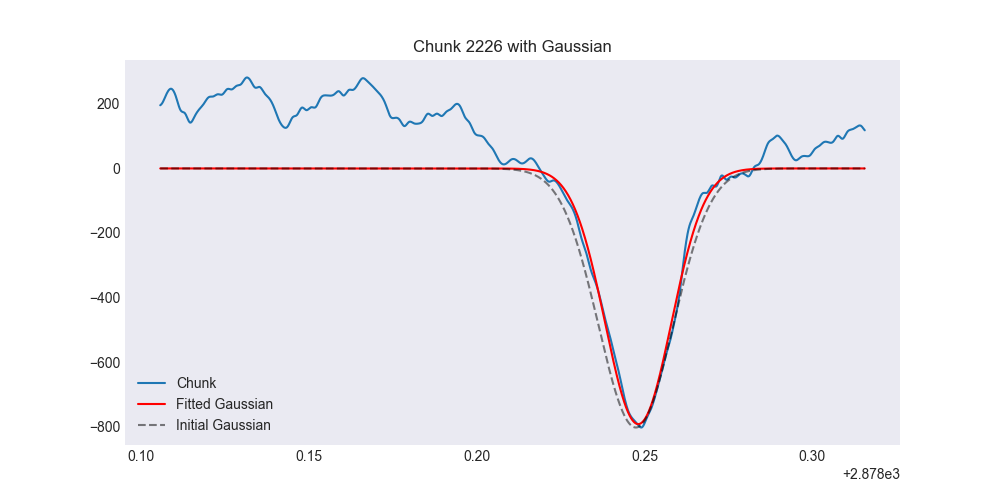 Chunk 2226 with Gaussian
200
0
−200
−400
−600
−800
Chunk
Fitted Gaussian
Initial Gaussian
0.10 0.15 0.20 0.25 0.30
+2.878e3